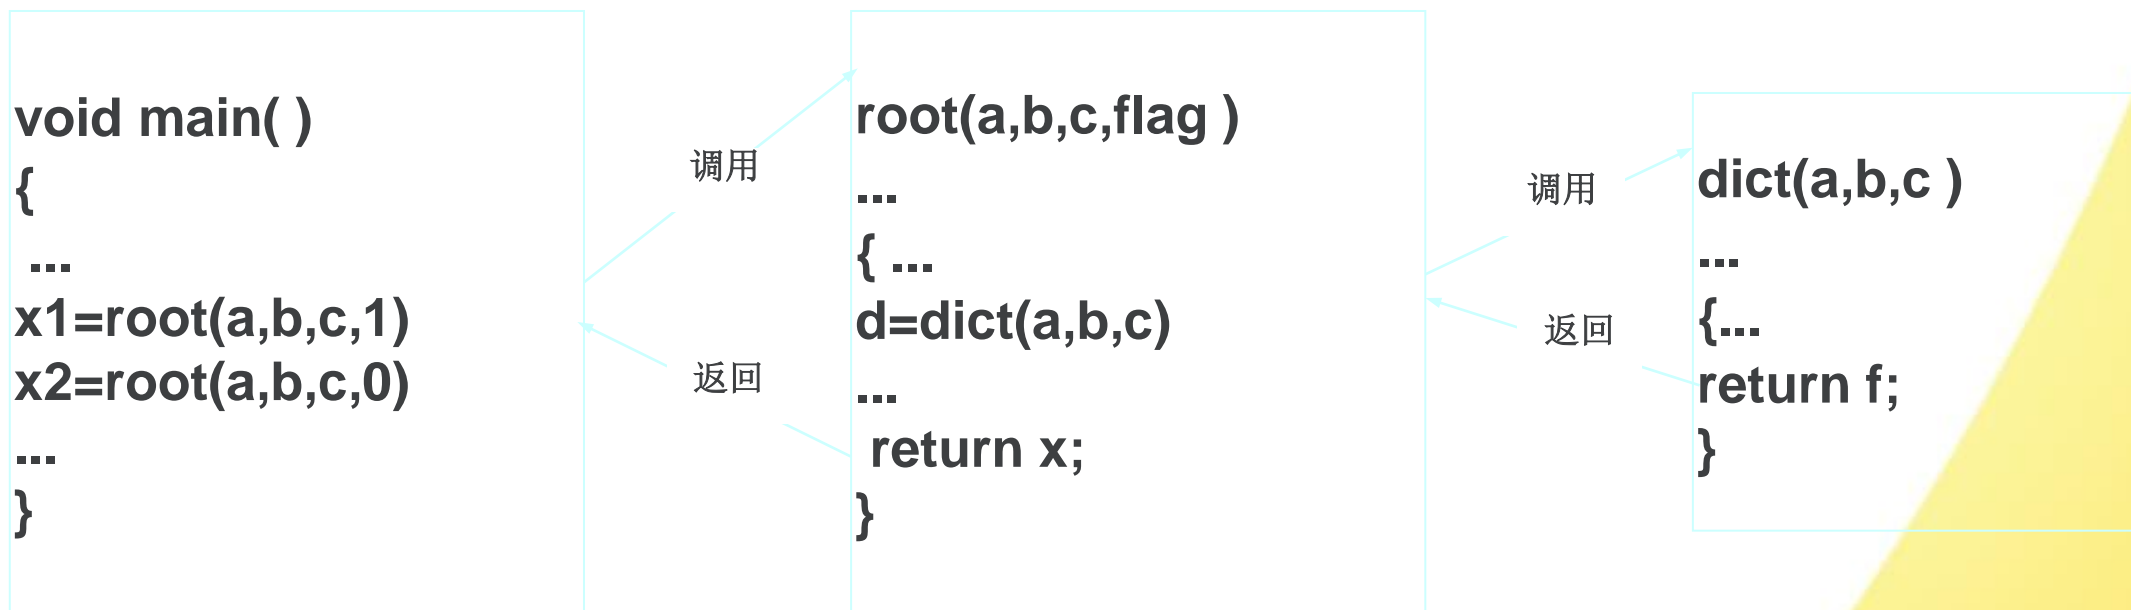 void main( )
{
...
x1=root(a,b,c,1)
x2=root(a,b,c,0)
...
}
调用
返回
root(a,b,c,flag )
...
{ ...
d=dict(a,b,c)
...
return x;
}
调用
返回
dict(a,b,c )
...
{...
return f;
}